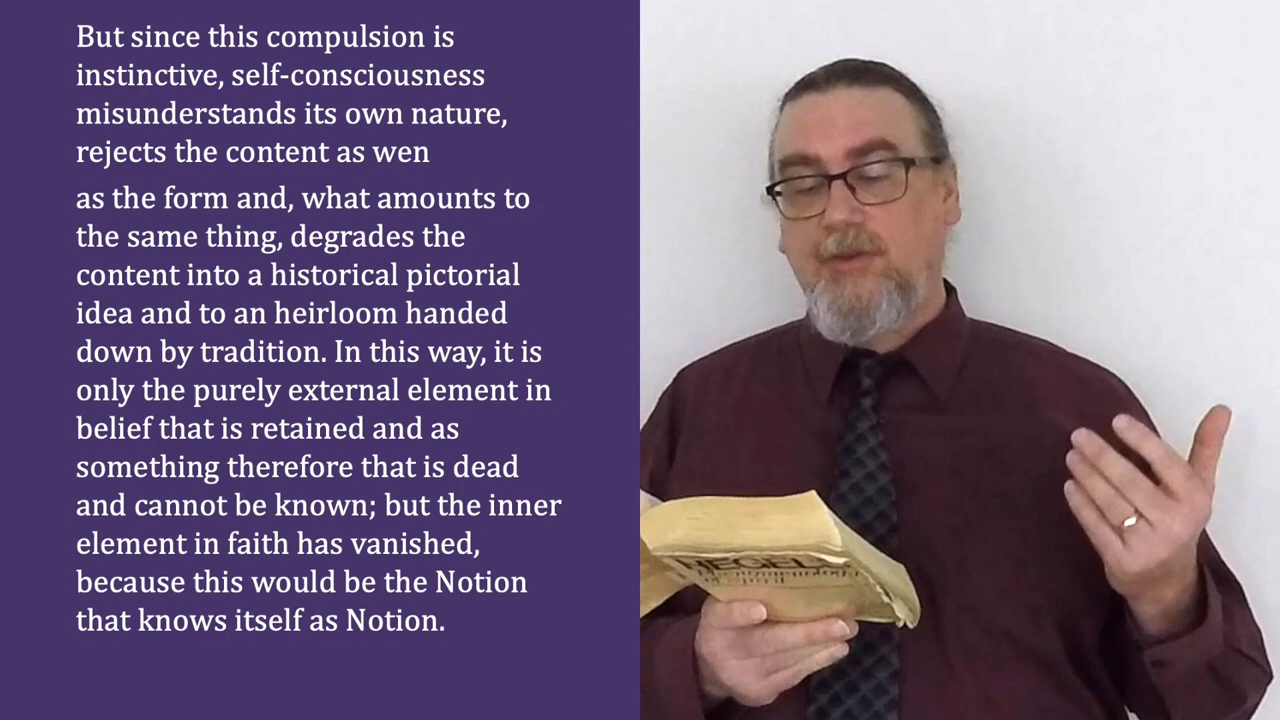 But since this compulsion is
instinctive, self-consciousness
misunderstands its own nature,
rejects the content as wen
as the form and, what amounts to
the same thing, degrades the
content into a historical pictorial
idea and to an heirloom handed
down by tradition. In this way, it is
only the purely external element in
belief that is retained and as
something therefore that is dead
and cannot be known; but the inner
element in faith has vanished,
because this would be the Notion
that knows itself as Notion.
HEGEL'S